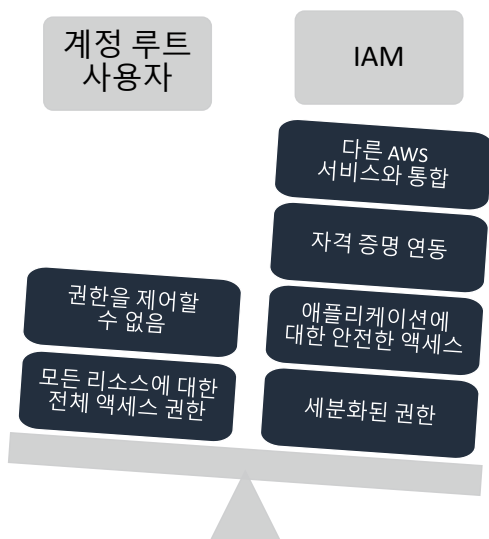 계정 루트
사용자
IAM
다른 AWS
서비스와 통합
자격 증명 연동
권한을 제어할
수 없음
애플리케이션에
대한 안전한 액세스
모든 리소스에 대한
전체 액세스 권한
세분화된 권한